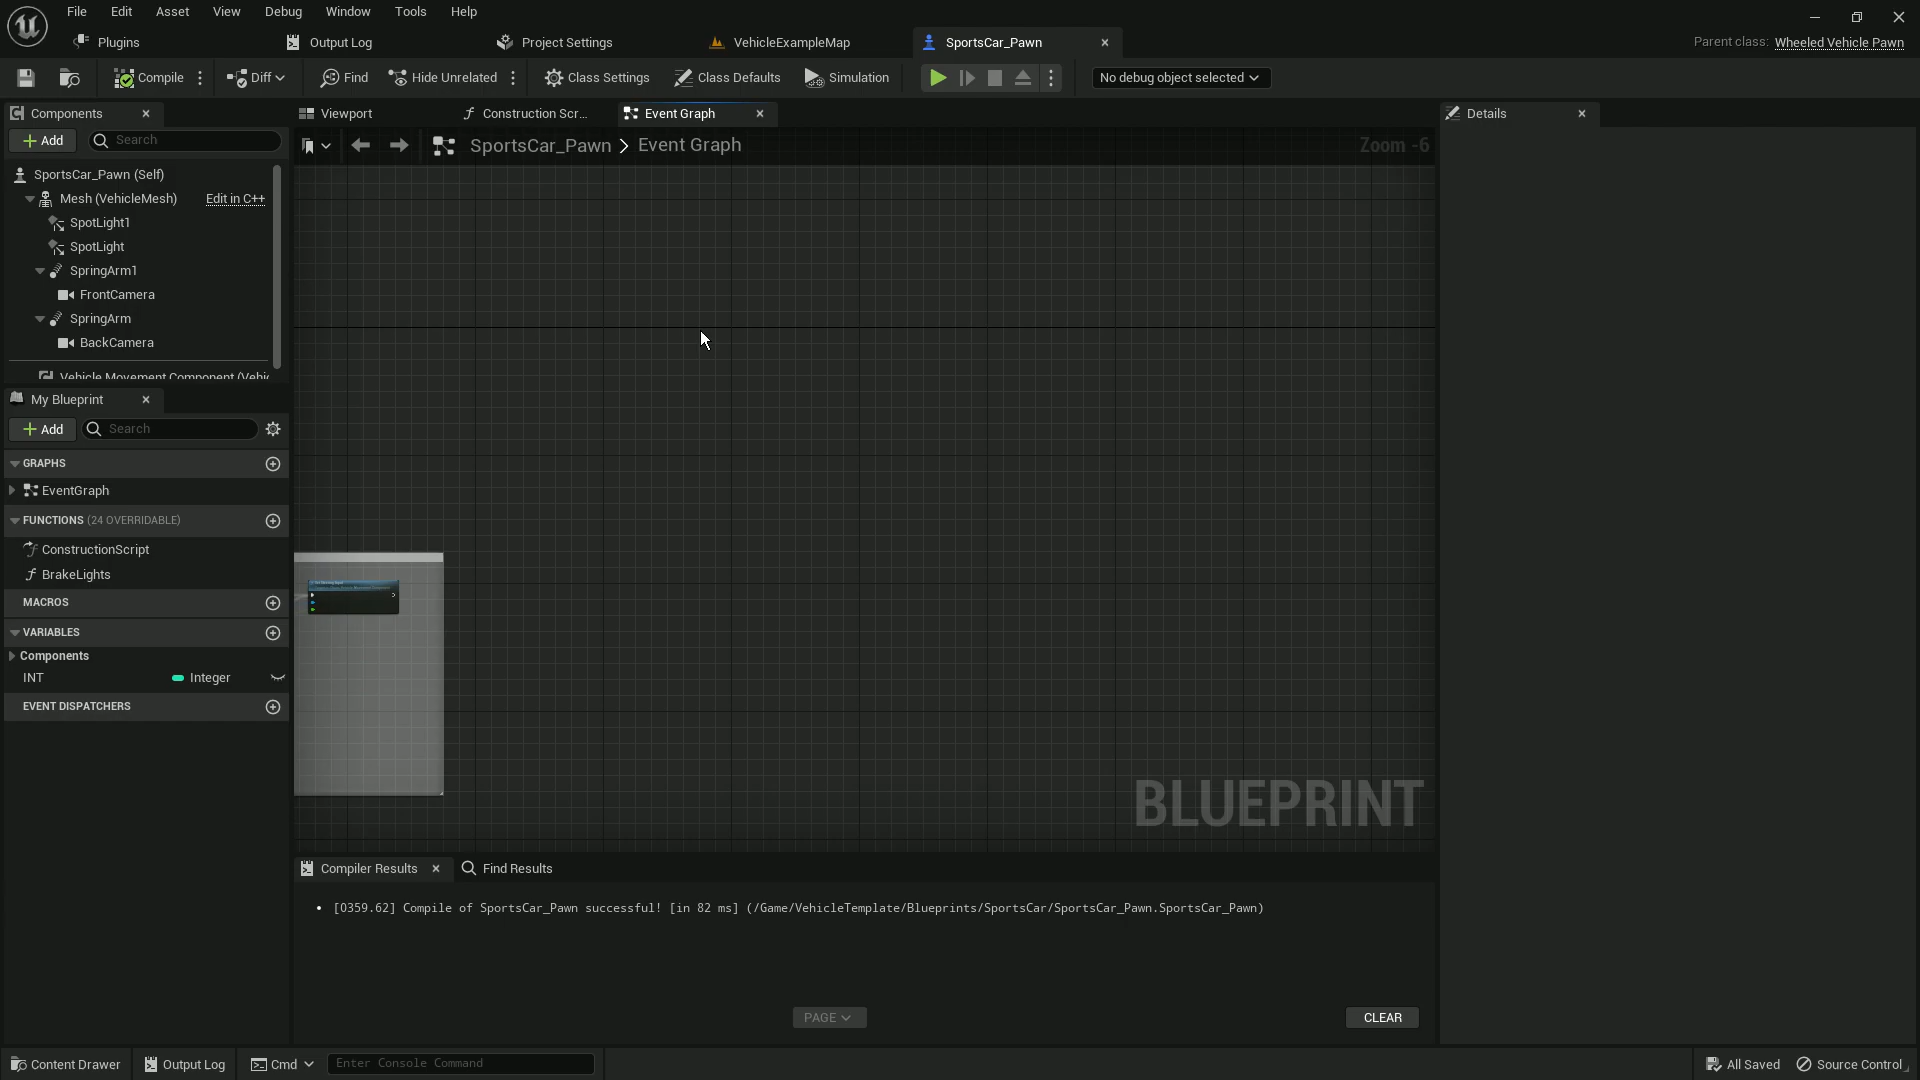 File Edit Asset View Debug Window Tools Help
Plugins Output Log Project Settings VehicleExampleMap SportsCar_Pawn Parent class: Wheeled Vehicle Pawn
Compile Diff Find Hide Unrelated Class Settings Class Defaults Simulation No debug object selected
Components Viewport Construction Scr... Event Graph Details
Add Search SportsCar_Pawn > Event Graph Zoom -6
SportsCar_Pawn (Self)
Mesh (VehicleMesh) Edit in C++
SpotLight1
SpotLight
SpringArm1
FrontCamera
SpringArm
BackCamera
Vehicle Movement Component (Vehic
My Blueprint
Add Search
GRAPHS
EventGraph
FUNCTIONS (24 OVERRIDABLE)
ConstructionScript
BrakeLights
MACROS
VARIABLES
Components
INT Integer
EVENT DISPATCHERS
BLUEPRINT
Compiler Results Find Results
• [0359.62] Compile of SportsCar_Pawn successful! [in 82 ms] (/Game/VehicleTemplate/Blueprints/SportsCar/SportsCar_Pawn.SportsCar_Pawn)
PAGE CLEAR
Content Drawer Output Log Cmd Enter Console Command All Saved Source Control